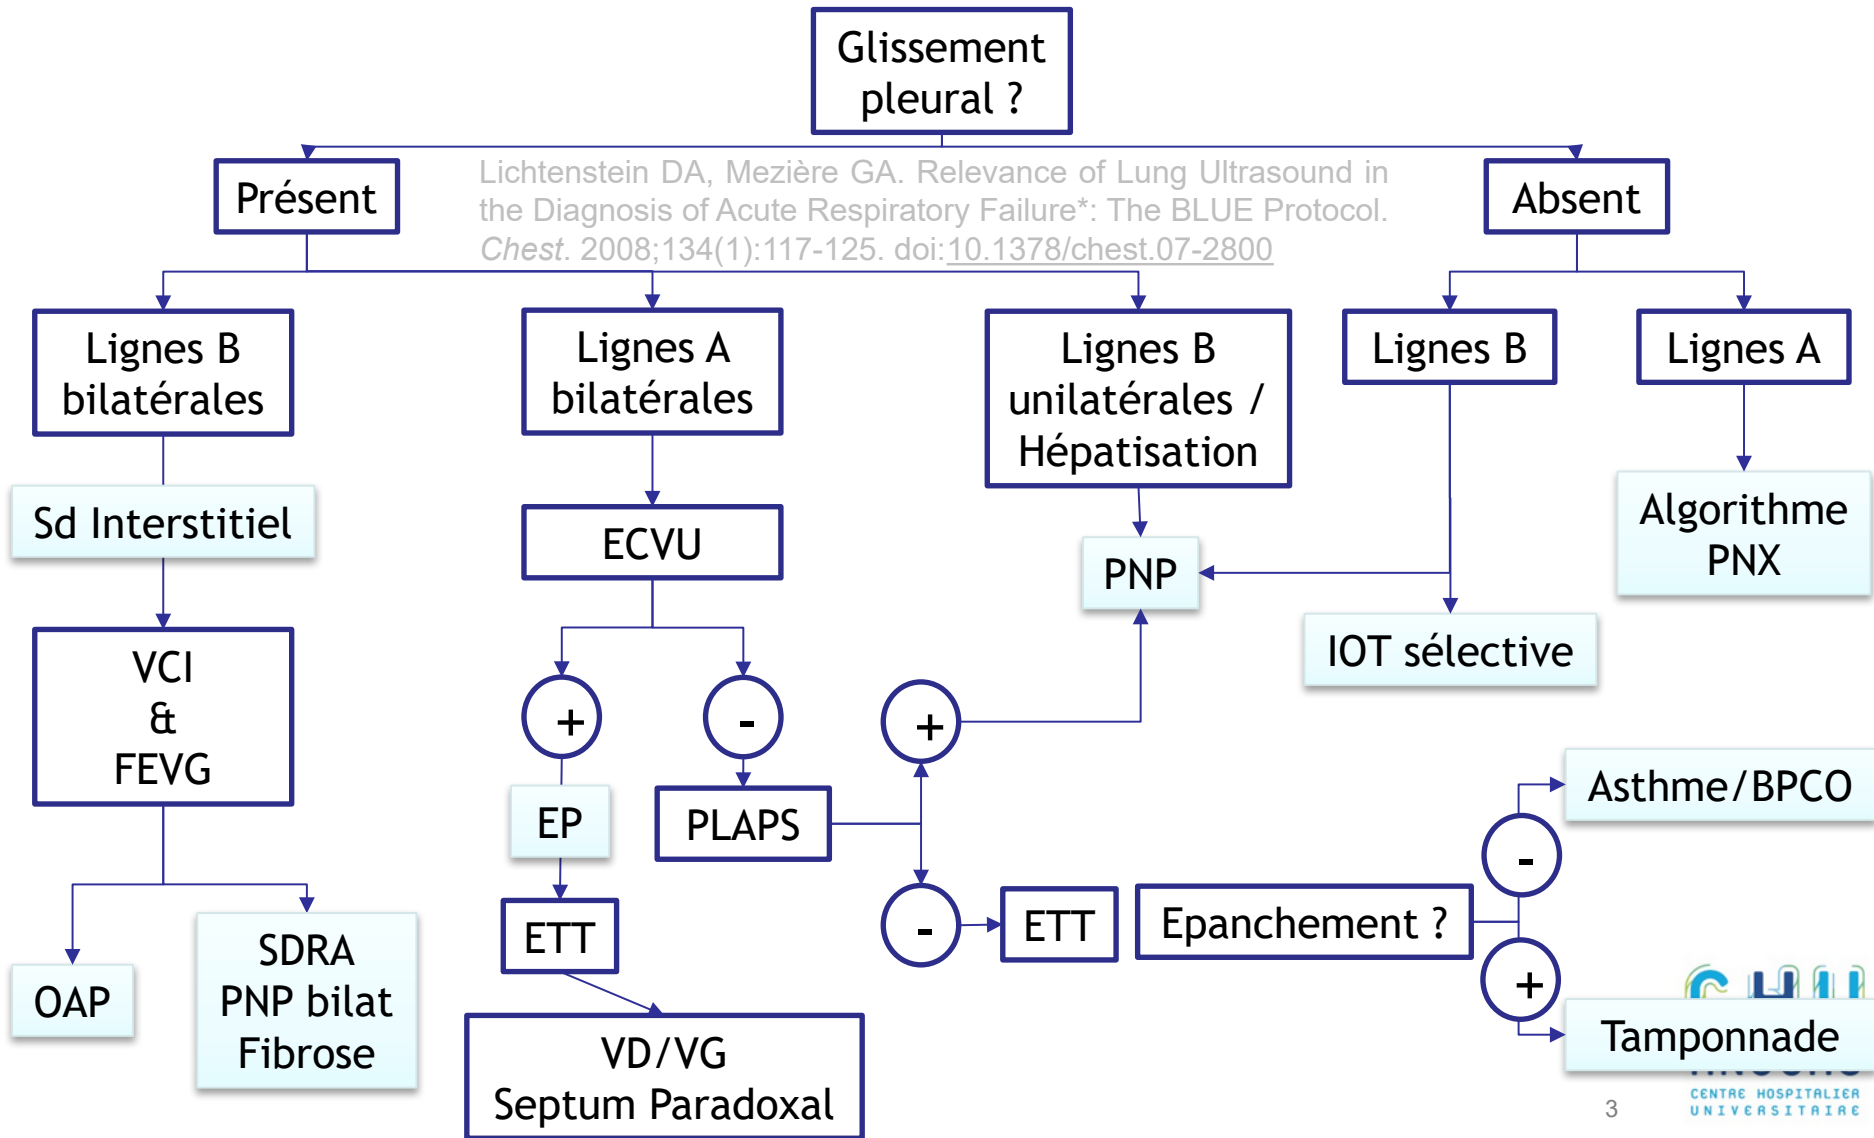 Glissement
pleural ?
Présent
Lichtenstein DA, Mezière GA. Relevance of Lung Ultrasound in
the Diagnosis of Acute Respiratory Failure*: The BLUE Protocol.
Chest. 2008;134(1):117-125. doi:10.1378/chest.07-2800
Absent
Lignes B
bilatérales
Lignes A
bilatérales
Lignes B
unilatérales /
Hépatisation
Lignes B
Lignes A
Sd Interstitiel
ECVU
PNP
Algorithme
PNX
IOT sélective
VCI
&
FEVG
+
-
+
EP
PLAPS
Asthme/BPCO
-
ETT
-
ETT
Epanchement ?
+
OAP
SDRA
PNP bilat
Fibrose
VD/VG
Septum Paradoxal
Tamponnade
3
CHU
CENTRE HOSPITALIER
UNIVERSITAIRE